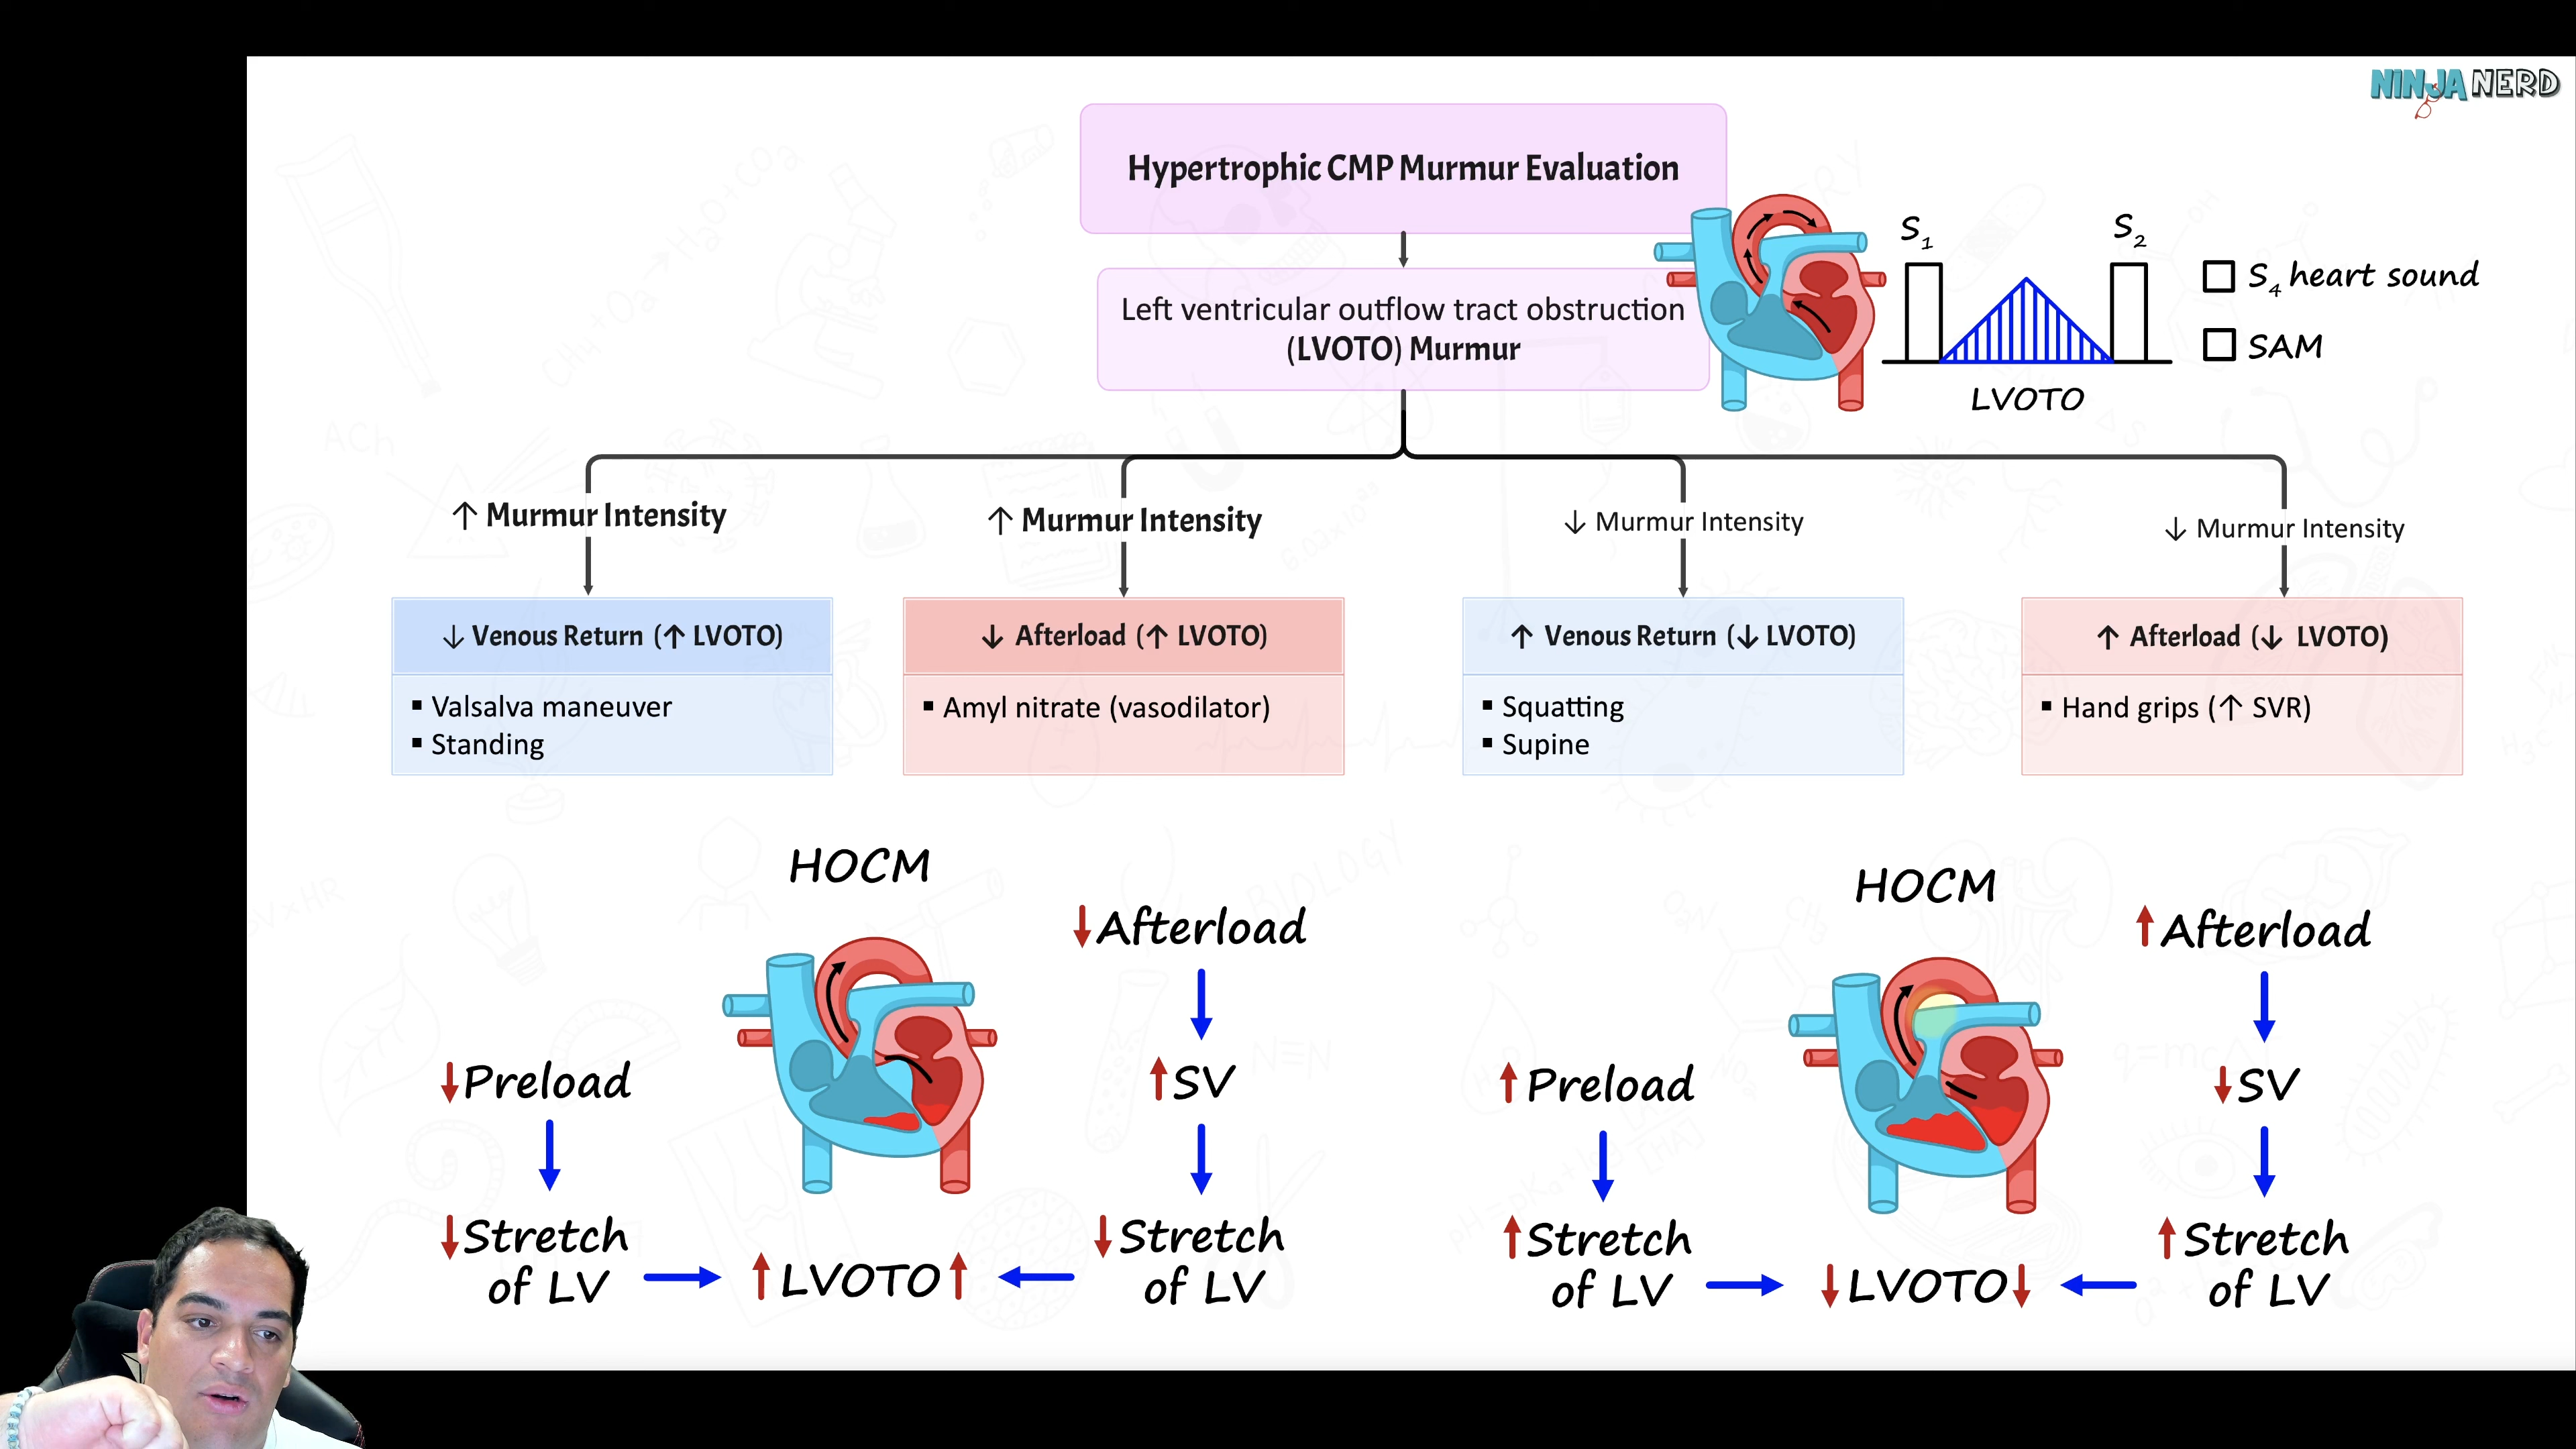 NINJA NERD
Hypertrophic CMP Murmur Evaluation
Left ventricular outflow tract obstruction
(LVOTO) Murmur
S1
S2
LVOTO
S4 heart sound
SAM
↑ Murmur Intensity
↑ Murmur Intensity
↓ Murmur Intensity
↓ Murmur Intensity
↓ Venous Return (↑ LVOTO)
▪ Valsalva maneuver
▪ Standing
↓ Afterload (↑ LVOTO)
▪ Amyl nitrate (vasodilator)
↑ Venous Return (↓ LVOTO)
▪ Squatting
▪ Supine
↑ Afterload (↓ LVOTO)
▪ Hand grips (↑ SVR)
HOCM
↓Preload
↓Stretch
of LV
↓Afterload
↑SV
↓Stretch
of LV
↑LVOTO↑
HOCM
↑Preload
↑Stretch
of LV
↑Afterload
↓SV
↑Stretch
of LV
↓LVOTO↓
ACh
BIOLOGY